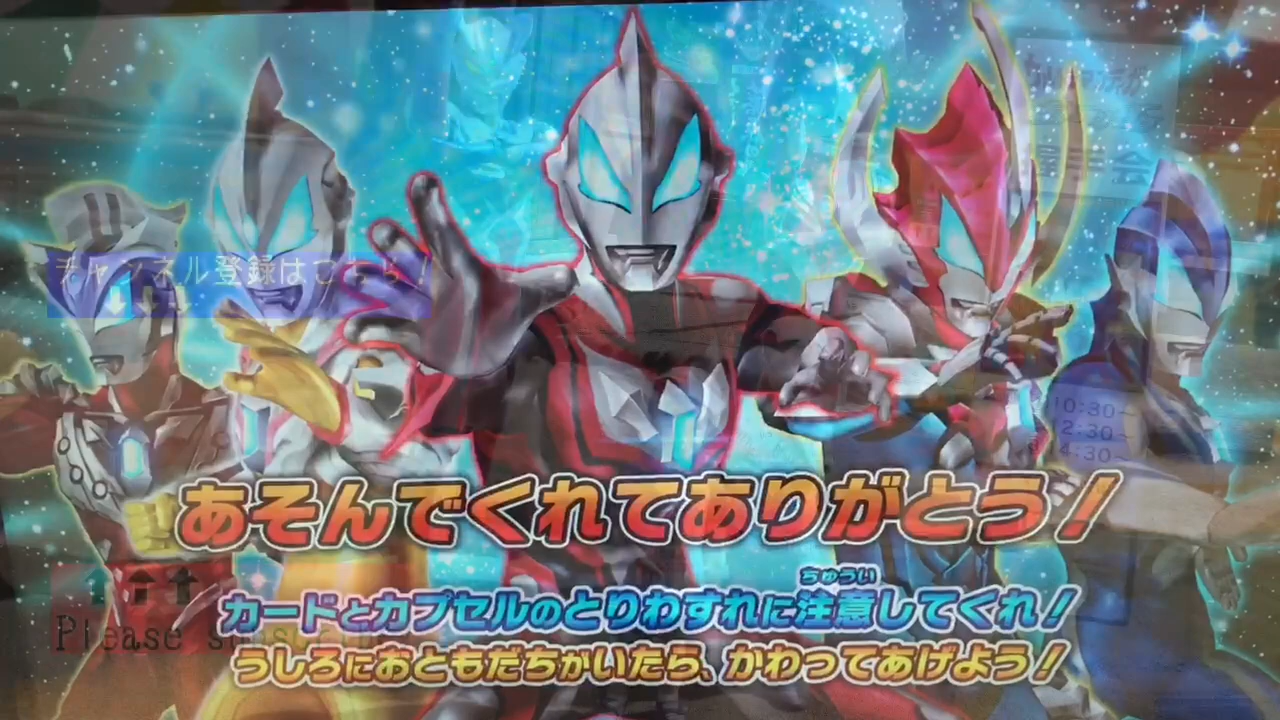 チャンネル登録はこちら！
↓↓↓
10:30~
12:30~
4:30~
あそんでくれてありがとう！
ちゅうい
カードとカプセルのとりわすれに注意してくれ！
うしろにおともだちがいたら、かわってあげよう！
↑↑↑
Please